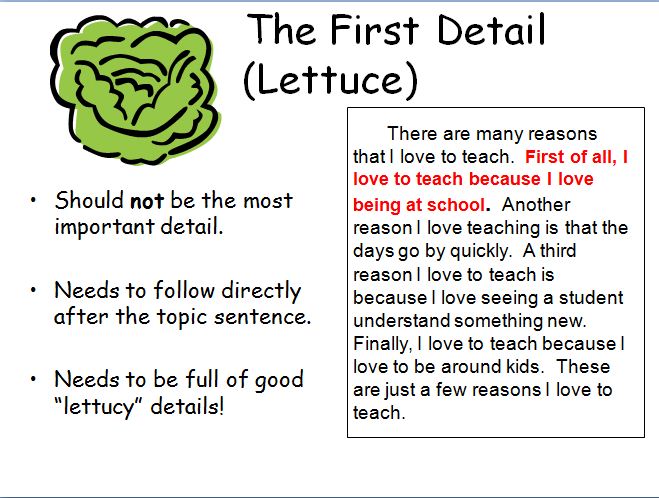 The First Detail
(Lettuce)
• Should not be the most
important detail.
• Needs to follow directly
after the topic sentence.
• Needs to be full of good
“lettucy” details!
There are many reasons
that I love to teach.  First of all, I
love to teach because I love
being at school.  Another
reason I love teaching is that the
days go by quickly.  A third
reason I love to teach is
because I love seeing a student
understand something new.
Finally, I love to teach because I
love to be around kids.  These
are just a few reasons I love to
teach.